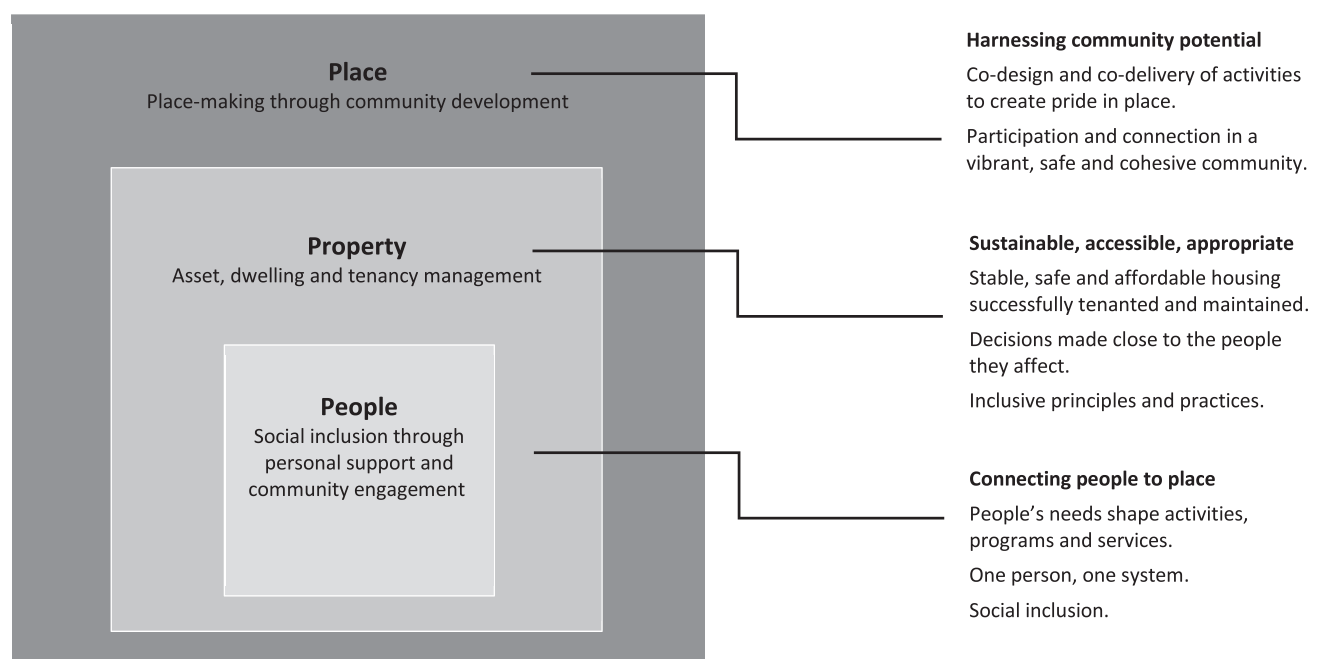 Place
Place-making through community development
Harnessing community potential
Co-design and co-delivery of activities
to create pride in place.
Participation and connection in a
vibrant, safe and cohesive community.
Property
Asset, dwelling and tenancy management
Sustainable, accessible, appropriate
Stable, safe and affordable housing
successfully tenanted and maintained.
Decisions made close to the people
they affect.
Inclusive principles and practices.
People
Social inclusion through
personal support and
community engagement
Connecting people to place
People’s needs shape activities,
programs and services.
One person, one system.
Social inclusion.